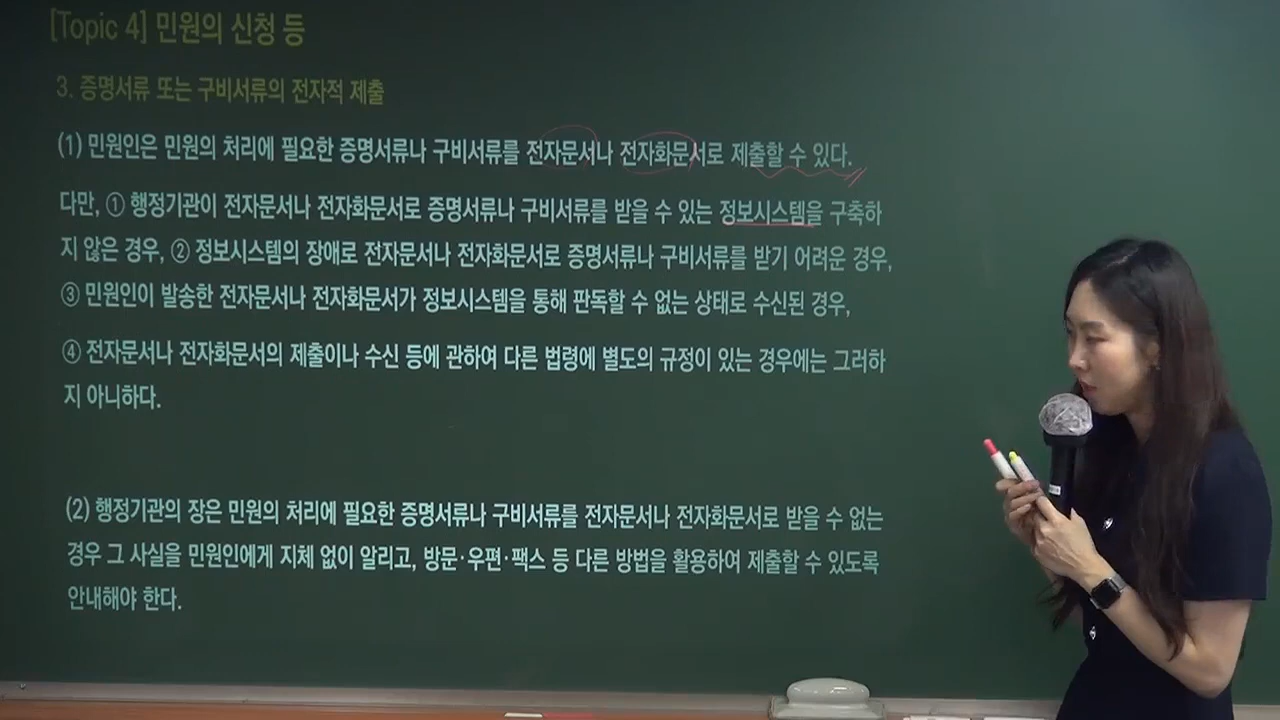 [Topic 4] 민원의 신청 등
3. 증명서류 또는 구비서류의 전자적 제출
(1) 민원인은 민원의 처리에 필요한 증명서류나 구비서류를 전자문서나 전자화문서로 제출할 수 있다.
다만, ① 행정기관이 전자문서나 전자화문서로 증명서류나 구비서류를 받을 수 있는 정보시스템을 구축하
지 않은 경우, ② 정보시스템의 장애로 전자문서나 전자화문서로 증명서류나 구비서류를 받기 어려운 경우,
③ 민원인이 발송한 전자문서나 전자화문서가 정보시스템을 통해 판독할 수 없는 상태로 수신된 경우,
④ 전자문서나 전자화문서의 제출이나 수신 등에 관하여 다른 법령에 별도의 규정이 있는 경우에는 그러하
지 아니하다.
(2) 행정기관의 장은 민원의 처리에 필요한 증명서류나 구비서류를 전자문서나 전자화문서로 받을 수 없는
경우 그 사실을 민원인에게 지체 없이 알리고, 방문·우편·팩스 등 다른 방법을 활용하여 제출할 수 있도록
안내해야 한다.